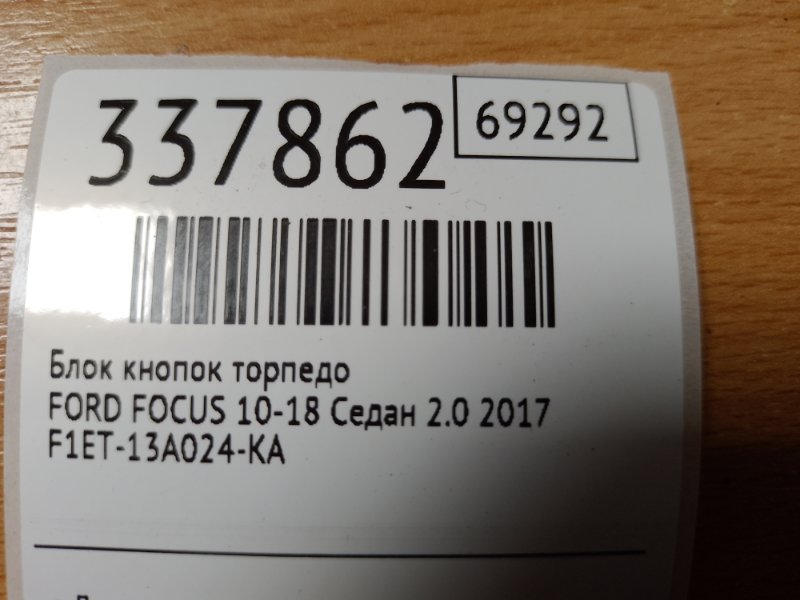 337862
69292
Блок кнопок торпедо
FORD FOCUS 10-18 Седан 2.0 2017
F1ET-13A024-KA